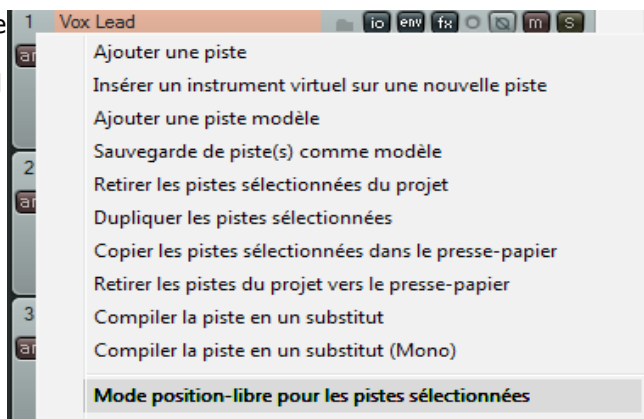 e
1 Vox Lead io env fx m S
ar
Ajouter une piste
Insérer un instrument virtuel sur une nouvelle piste
Ajouter une piste modèle
Sauvegarde de piste(s) comme modèle
2
ar
Retirer les pistes sélectionnées du projet
Dupliquer les pistes sélectionnées
Copier les pistes sélectionnées dans le presse-papier
Retirer les pistes du projet vers le presse-papier
3
Compiler la piste en un substitut
ar
Compiler la piste en un substitut (Mono)
Mode position-libre pour les pistes sélectionnées